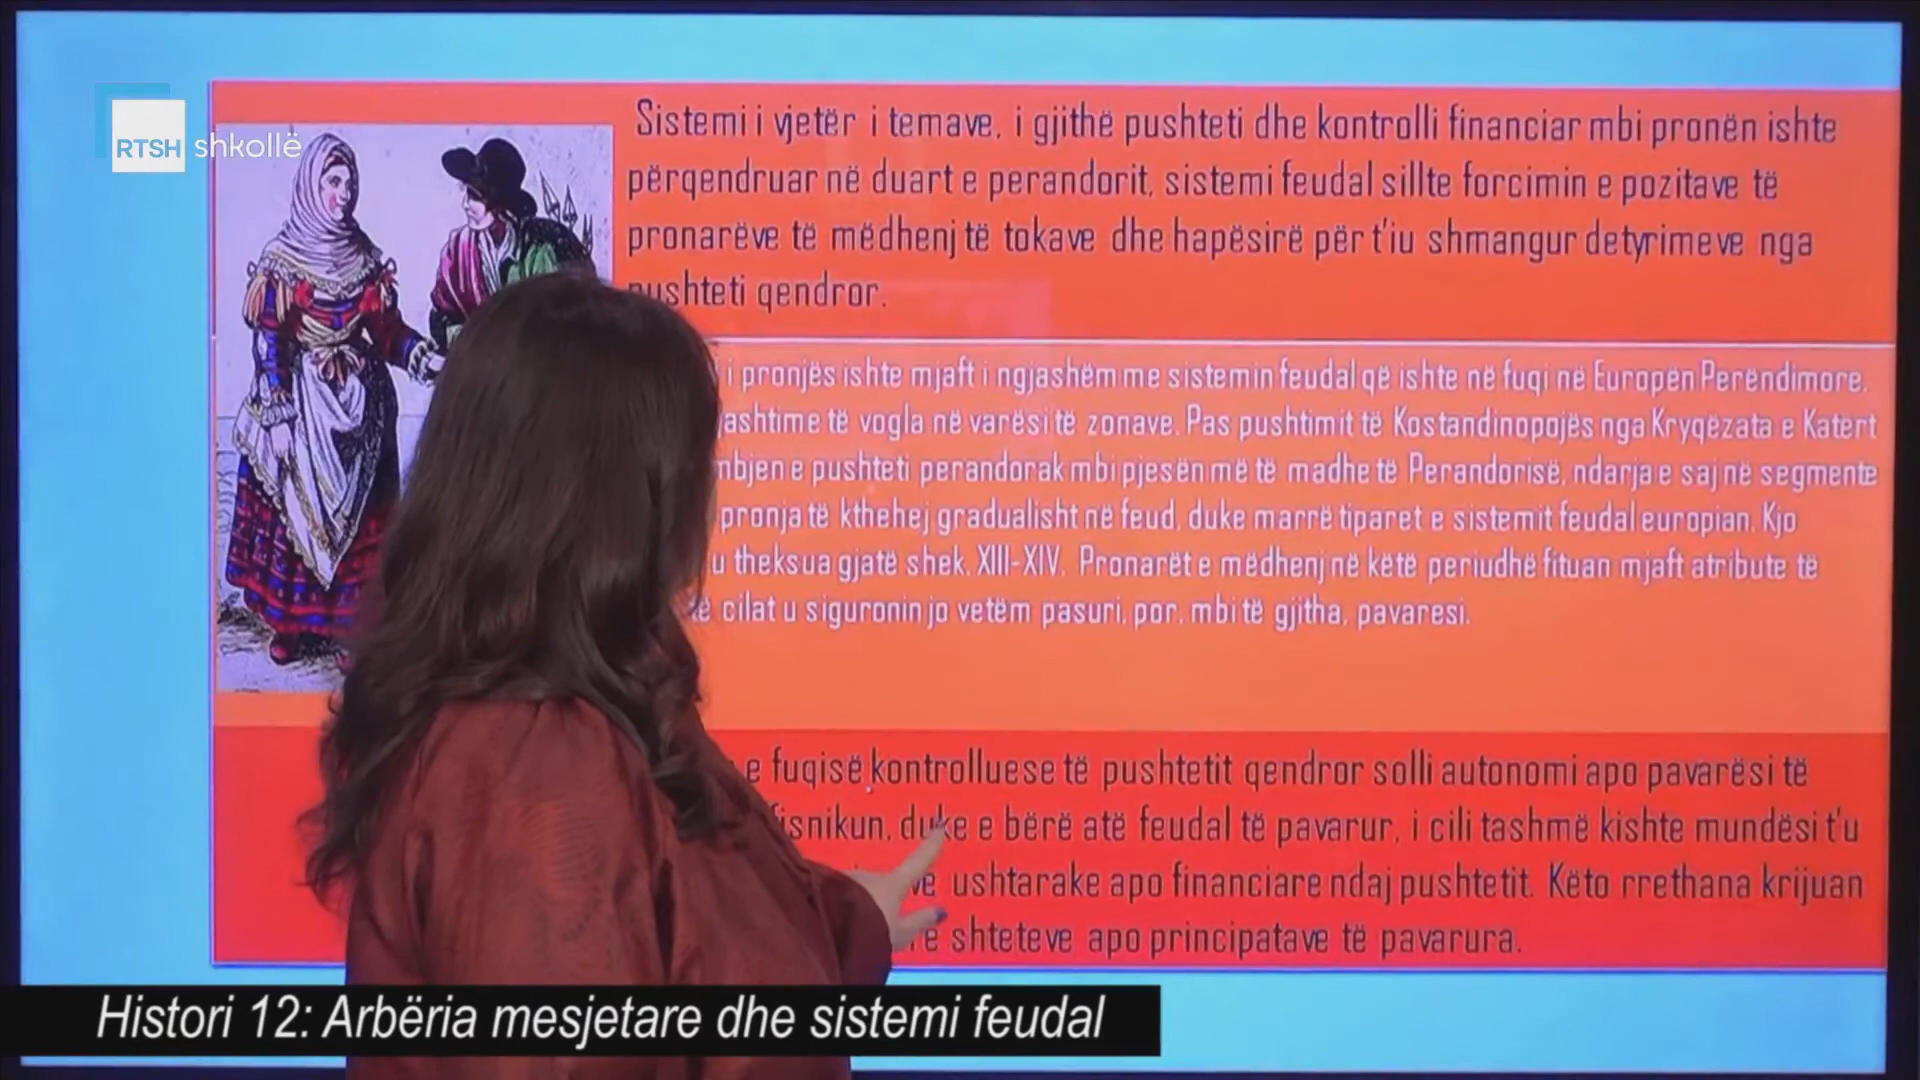 RTSH shkollë
Sistemi i vjetër i temave, i gjithë pushteti dhe kontrolli financiar mbi pronën ishte
përqendruar në duart e perandorit, sistemi feudal sillte forcimin e pozitave të
pronarëve të mëdhenj të tokave dhe hapësirë për t'iu shmangur detyrimeve nga
pushteti qendror.
i pronjës ishte mjaft i ngjashëm me sistemin feudal që ishte në fuqi në Europën Perëndimore,
jashtime të vogla në varësi të zonave. Pas pushtimit të Kostandinopojës nga Kryqëzata e Katërt
mbjen e pushteti perandorak mbi pjesën më të madhe të Perandorisë, ndarja e saj në segmente
pronja të kthehej gradualisht në feud, duke marrë tiparet e sistemit feudal europian. Kjo
u theksua gjatë shek. XIII-XIV. Pronarët e mëdhenj në këtë periudhë fituan mjaft atribute të
cilat u siguronin jo vetëm pasuri, por, mbi të gjitha, pavaresi.
e fuqisë kontrolluese të pushtetit qendror solli autonomi apo pavarësi të
fisnikun, duke e bërë atë feudal të pavarur, i cili tashmë kishte mundësi t'u
ve ushtarake apo financiare ndaj pushtetit. Këto rrethana krijuan
shteteve apo principatave të pavarura.
Histori 12: Arbëria mesjetare dhe sistemi feudal